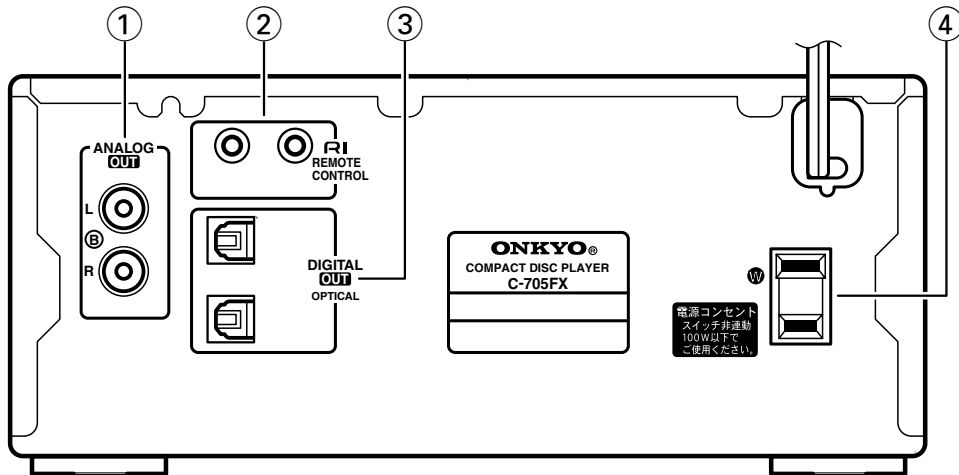 ① ② ③ ④
ANALOG
OUT
L
Ⓑ
R
RI
REMOTE
CONTROL
DIGITAL
OUT
OPTICAL
ONKYO®
COMPACT DISC PLAYER
C-705FX
Ⓦ
電源コンセント
スイッチ非連動
100W以下で
ご使用ください。